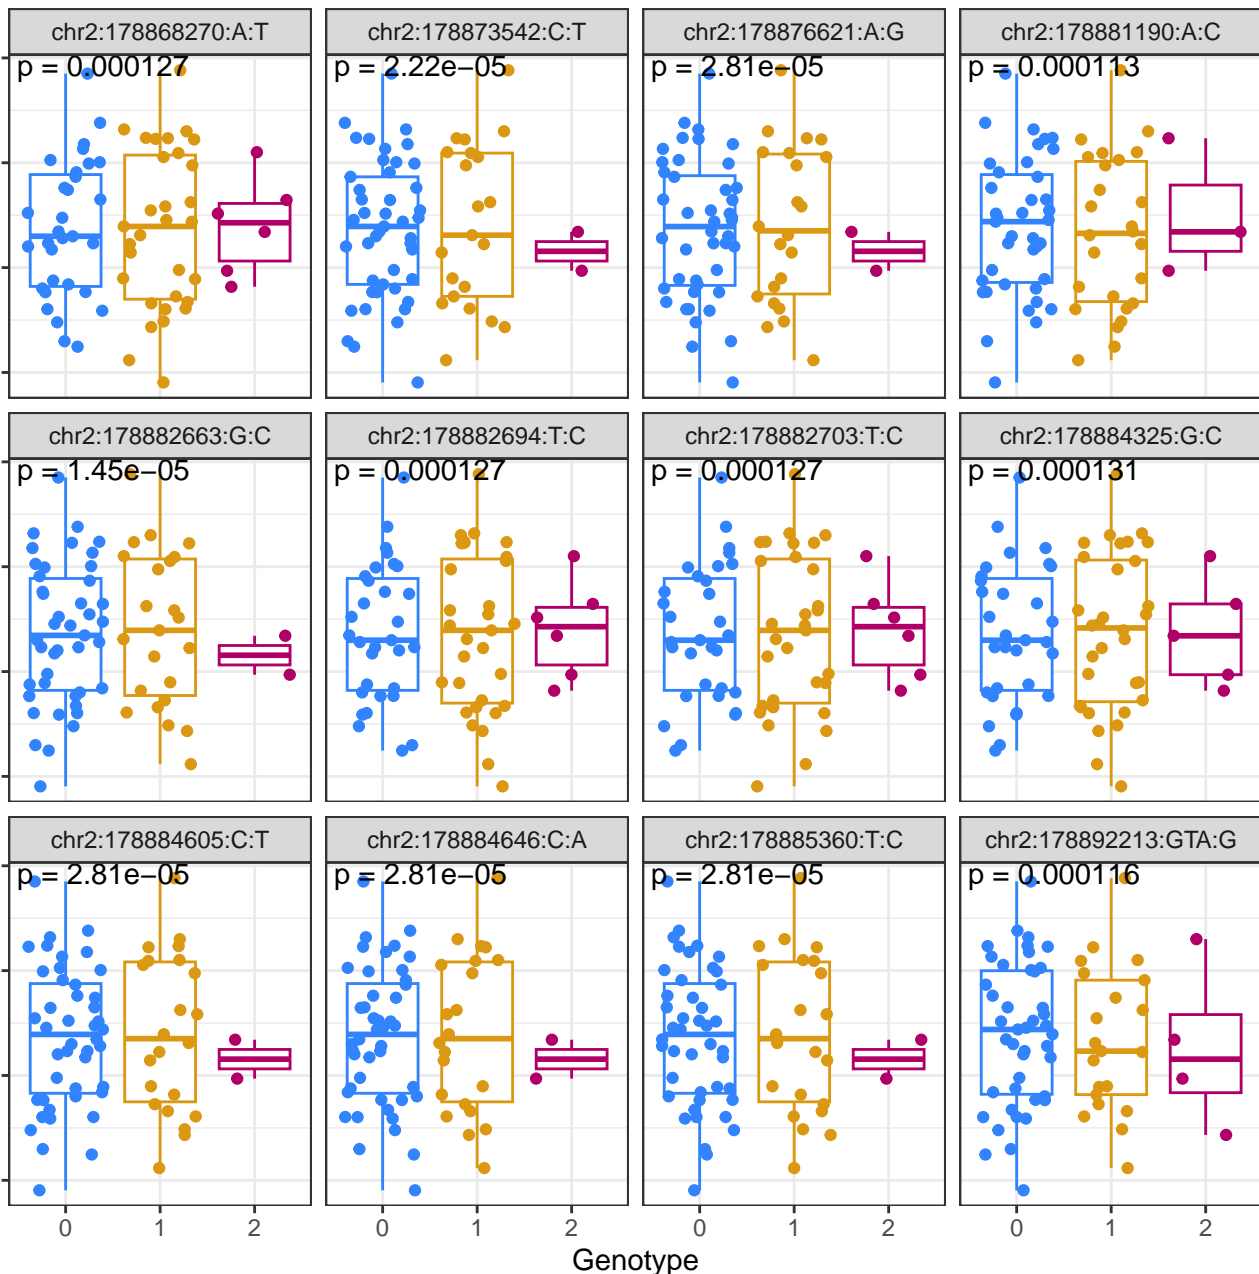 chr2:178868270:A:T
chr2:178873542:C:T
chr2:178876621:A:G
chr2:178881190:A:C
p = 0.000127
p = 2.22e−05
p = 2.81e−05
p = 0.000113
chr2:178882663:G:C
chr2:178882694:T:C
chr2:178882703:T:C
chr2:178884325:G:C
p = 1.45e−05
p = 0.000127
p = 0.000127
p = 0.000131
chr2:178884605:C:T
chr2:178884646:C:A
chr2:178885360:T:C
chr2:178892213:GTA:G
p = 2.81e−05
p = 2.81e−05
p = 2.81e−05
p = 0.000116
0 1 2 0 1 2 0 1 2 0 1 2
Genotype